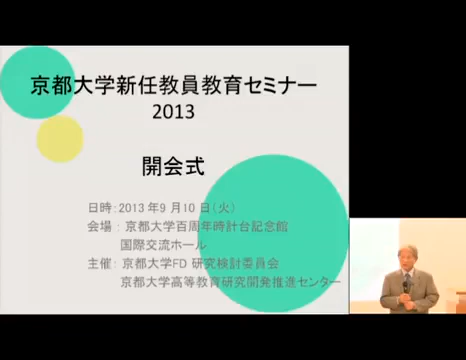 京都大学新任教員教育セミナー
2013
開会式
日時：2013 年9 月10 日（火）
会場： 京都大学百周年時計台記念館
国際交流ホール
主催： 京都大学FD 研究検討委員会
京都大学高等教育研究開発推進センター